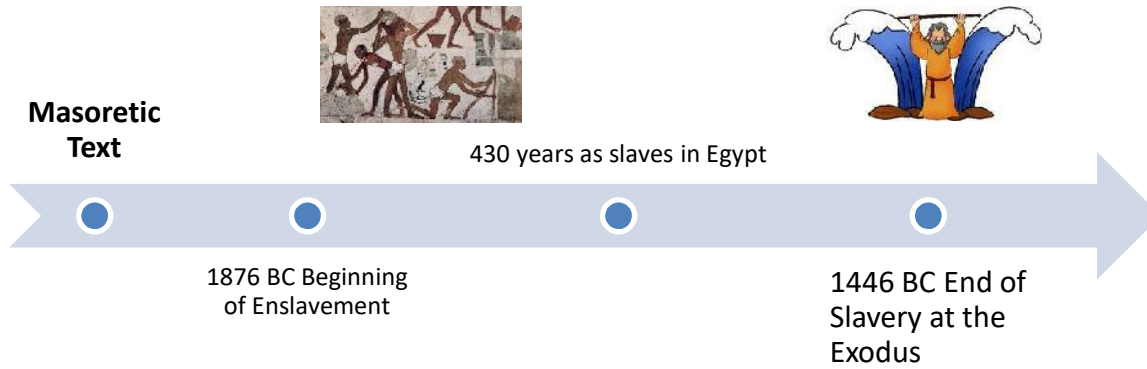 Masoretic
Text
430 years as slaves in Egypt
1876 BC Beginning
of Enslavement
1446 BC End of
Slavery at the
Exodus